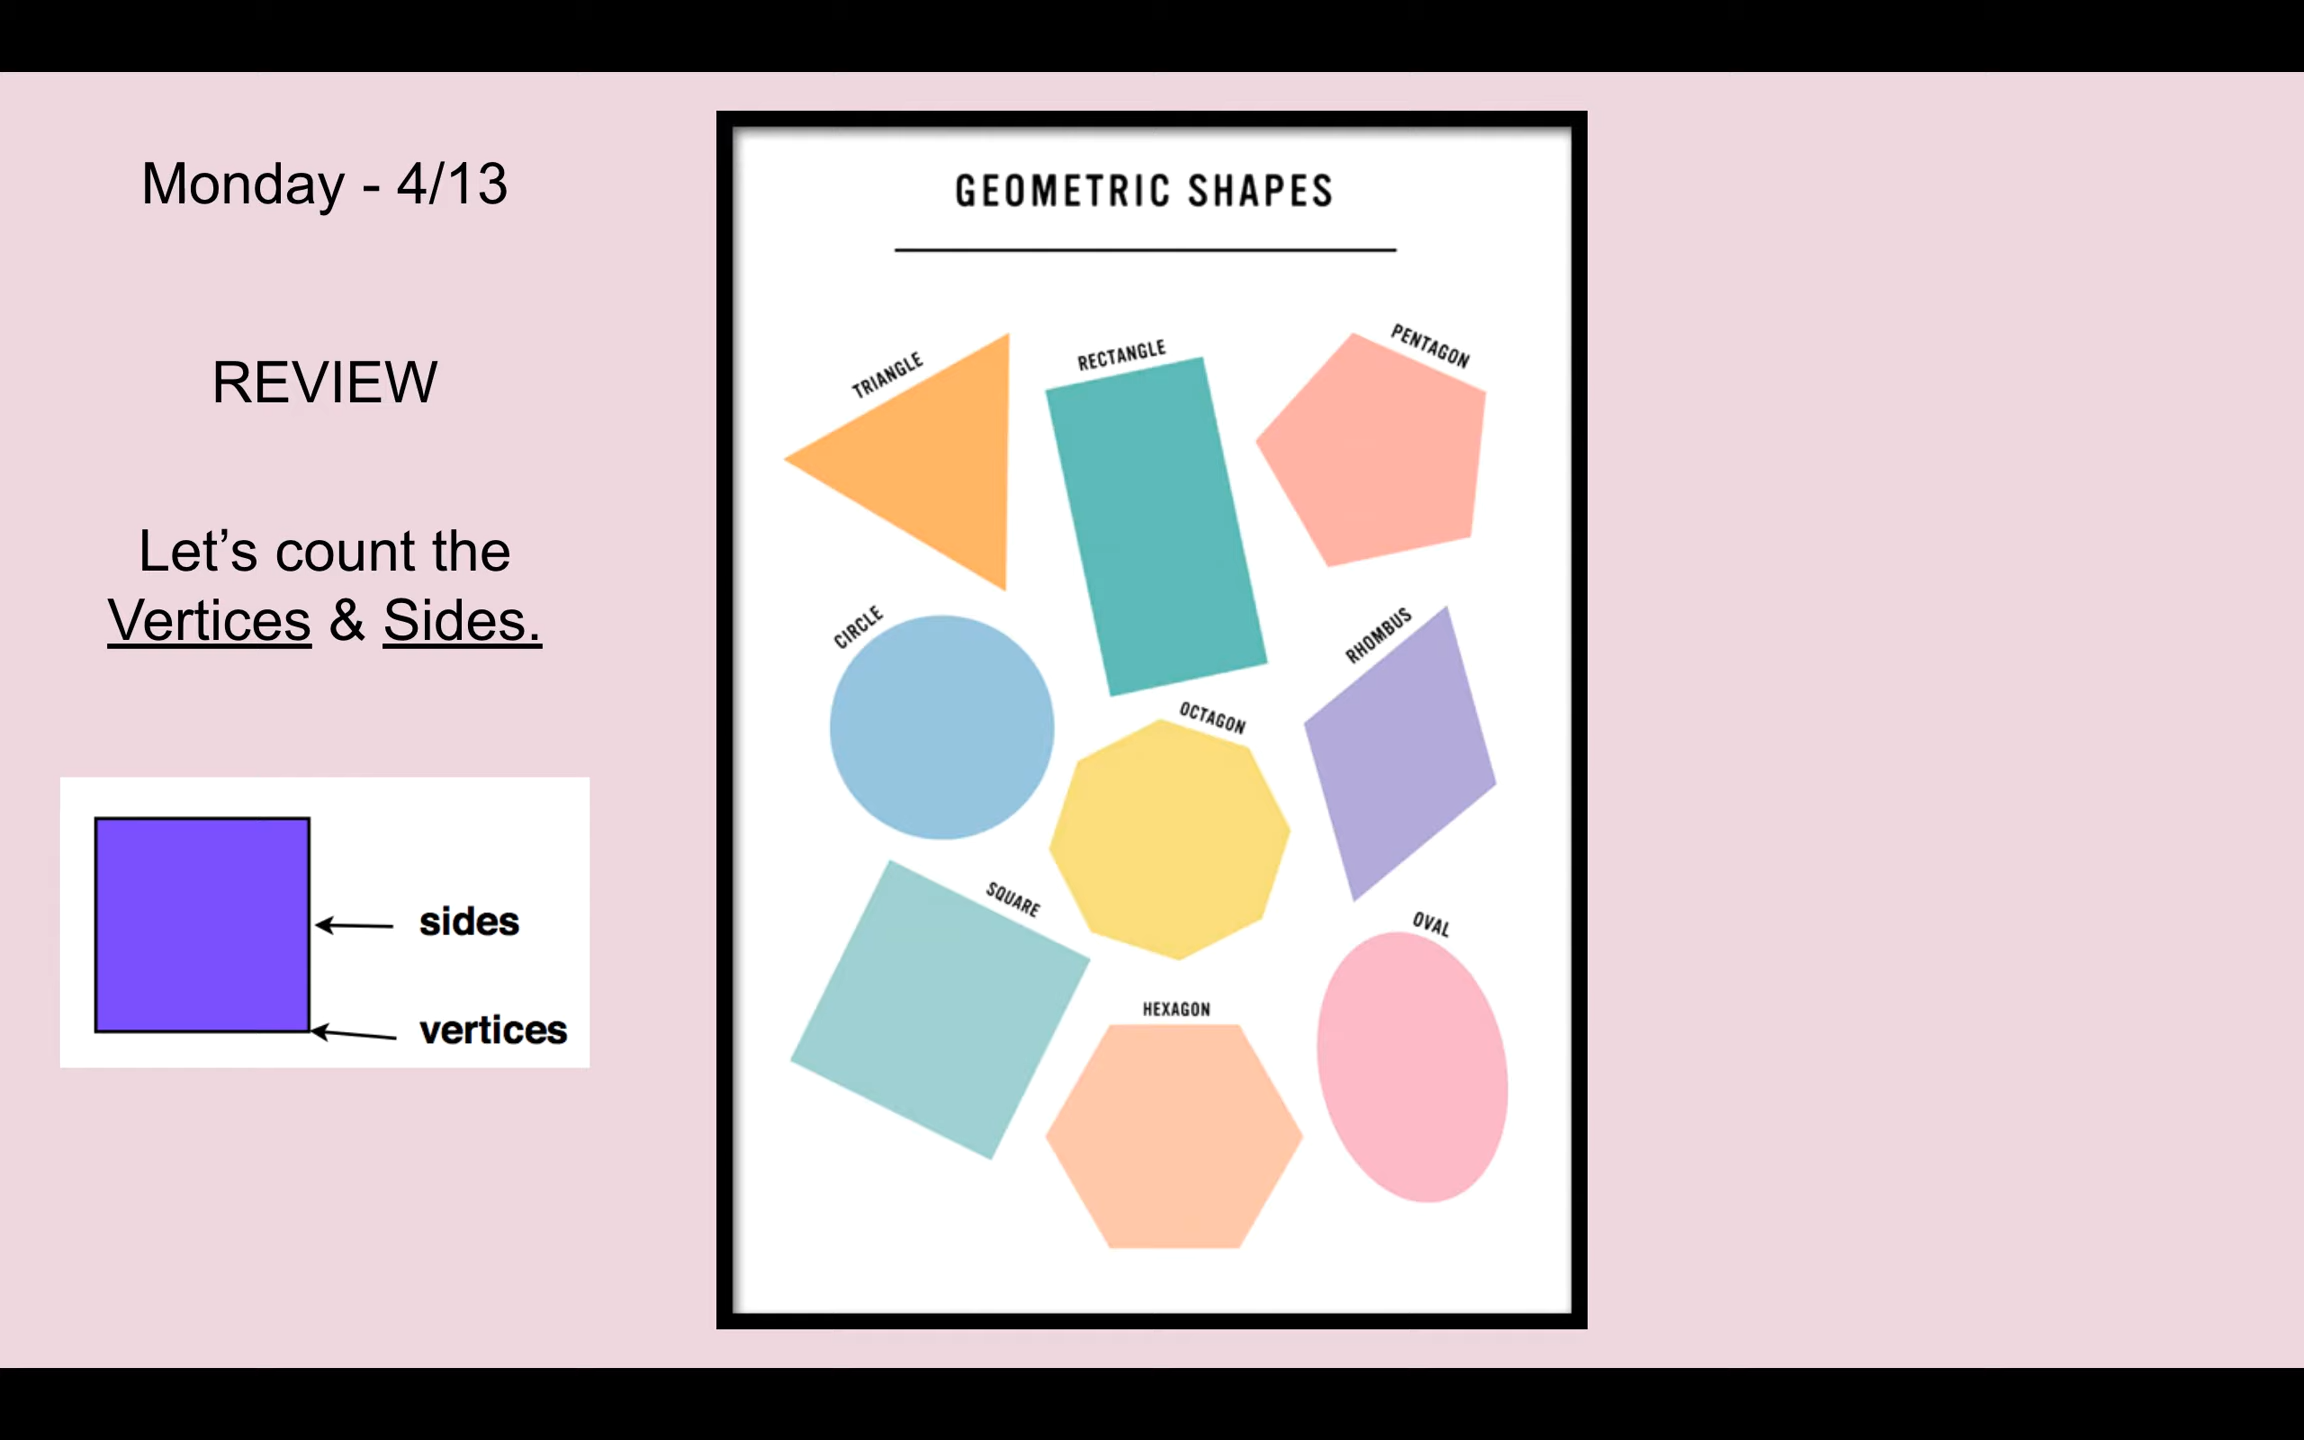 Monday - 4/13
REVIEW
Let’s count the
Vertices & Sides.
sides
vertices
GEOMETRIC SHAPES
TRIANGLE
RECTANGLE
PENTAGON
CIRCLE
RHOMBUS
OCTAGON
SQUARE
OVAL
HEXAGON